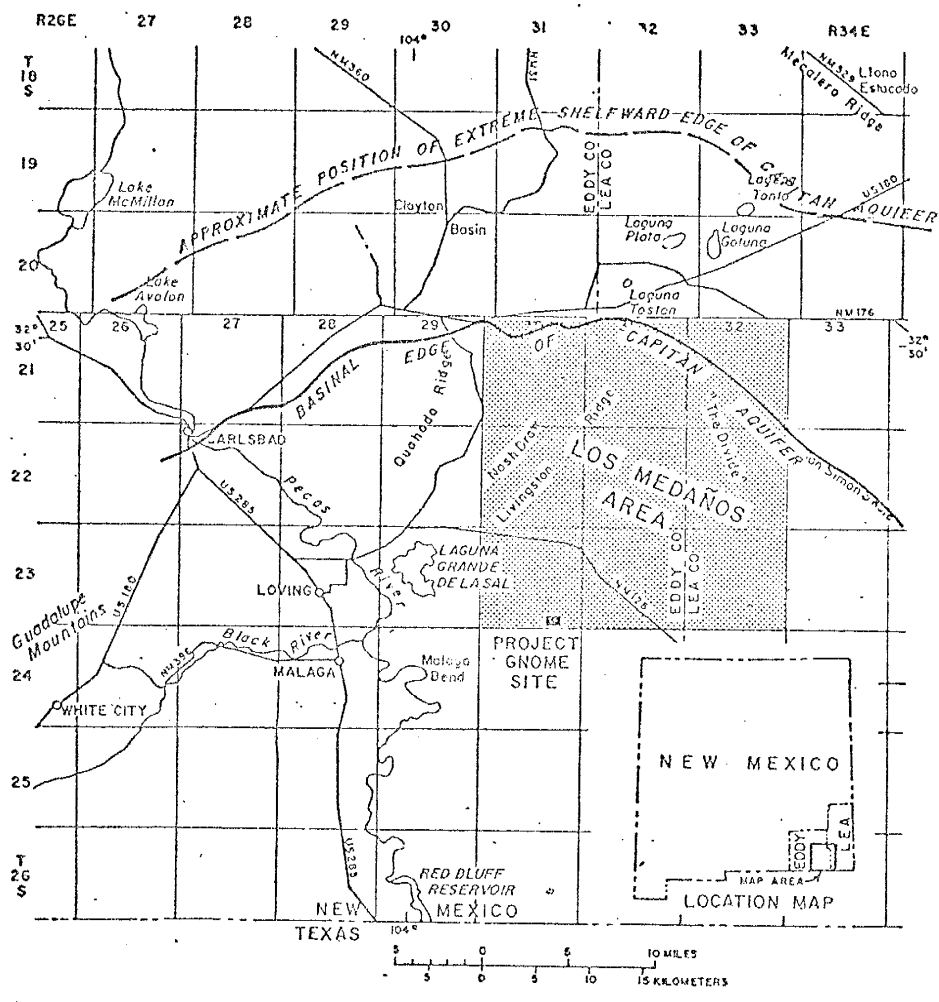 R26E 27 28 29 30 31 32 33 R34E
104°
T
18
S
NM360
NM31
NM529
Mescalero Ridge
Llano
Estacado
APPROXIMATE POSITION OF EXTREME SHELFWARD EDGE OF CAPITAN AQUIFER
19
Lake
McMillan
Clayton
Basin
EDDY CO
LEA CO
Laguna
Tonto
US180
Laguna
Plata
Laguna
Gatuna
20
Lake
Avalon
Laguna
Toston
NM176
32°
30'
25 26 27 28 29 30 31 32 33
32°
30'
21
BASINAL EDGE OF CAPITAN AQUIFER
Quahada Ridge
CARLSBAD
Nash Draw
Livingston Ridge
"The Divide"
San Simon
LOS MEDAÑOS
AREA
22
US285
Pecos
River
23
LAGUNA
GRANDE
DE LA SAL
LOVING
EDDY CO
LEA CO
NM128
Guadalupe
Mountains
US180
Black River
NM396
PROJECT
GNOME
SITE
24
MALAGA
Malaga
Bend
WHITE CITY
25
NEW MEXICO
EDDY
LEA
MAP AREA
LOCATION MAP
T
26
S
US285
RED BLUFF
RESERVOIR
NEW MEXICO
TEXAS
104°
5 0 5 10 MILES
5 0 5 10 15 KILOMETERS